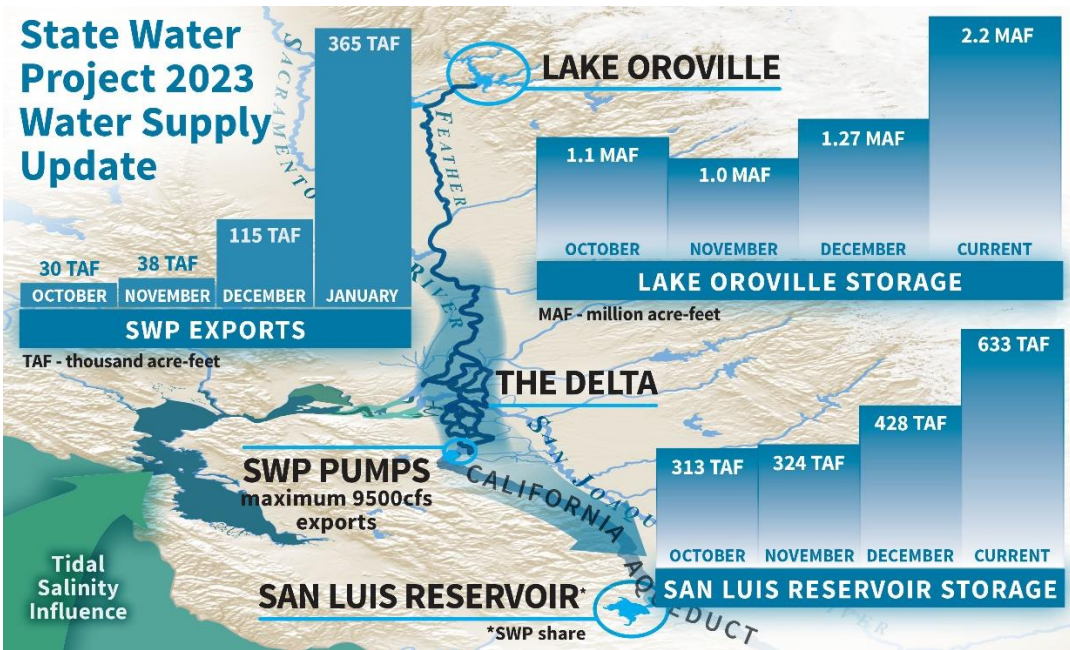 State Water
Project 2023
Water Supply
Update
365 TAF
115 TAF
38 TAF
30 TAF
OCTOBER NOVEMBER DECEMBER JANUARY
SWP EXPORTS
TAF - thousand acre-feet
SACRAMENTO
RIVER
FEATHER
LAKE OROVILLE
2.2 MAF
1.27 MAF
1.1 MAF
1.0 MAF
OCTOBER NOVEMBER DECEMBER CURRENT
LAKE OROVILLE STORAGE
MAF - million acre-feet
THE DELTA
SAN JOAQU
SWP PUMPS
maximum 9500cfs
exports
CALIFORNIA AQUEDUCT
633 TAF
428 TAF
313 TAF
324 TAF
OCTOBER NOVEMBER DECEMBER CURRENT
SAN LUIS RESERVOIR STORAGE
RIVER
Tidal
Salinity
Influence
SAN LUIS RESERVOIR*
*SWP share